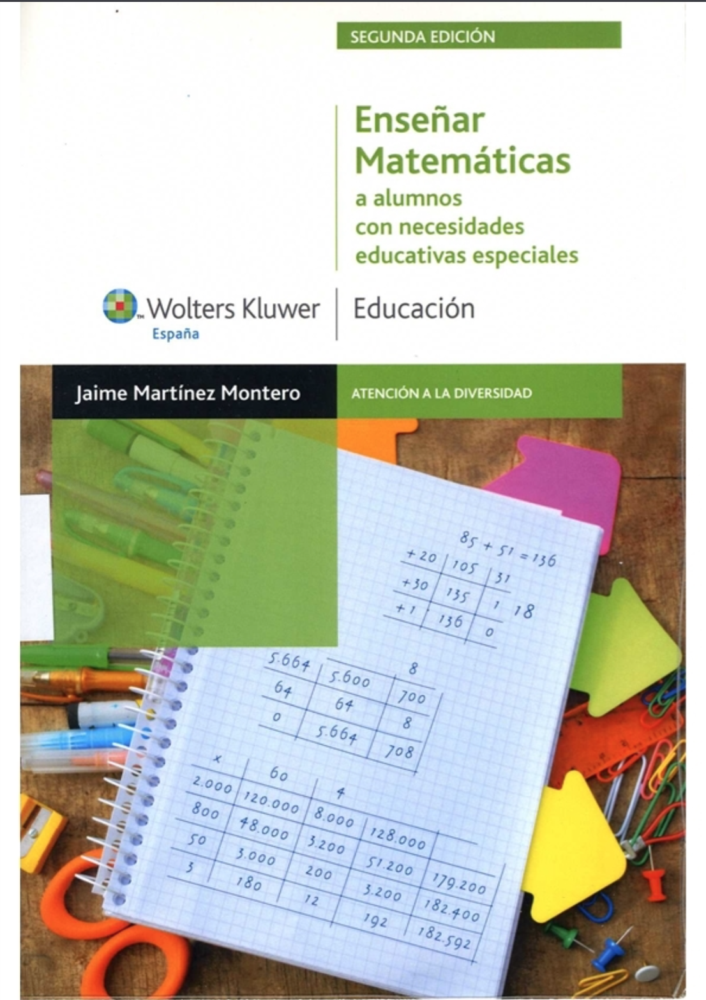 SEGUNDA EDICIÓN
Enseñar
Matemáticas
a alumnos
con necesidades
educativas especiales
™ Wolters Kluwer
España
Educación
Jaime Martínez Montero
ATENCIÓN A LA DIVERSIDAD
85 + 51 = 136
+20 105 31
+30 135 1 18
+1 136 0
8
5.664 5.600 700
64 64 8
0 5.664 708
x 60 4
2.000 120.000 8.000 128.000
800 48.000 3.200 51.200 179.200
50 3.000 200 3.200 182.400
3 180 12 192 182.592